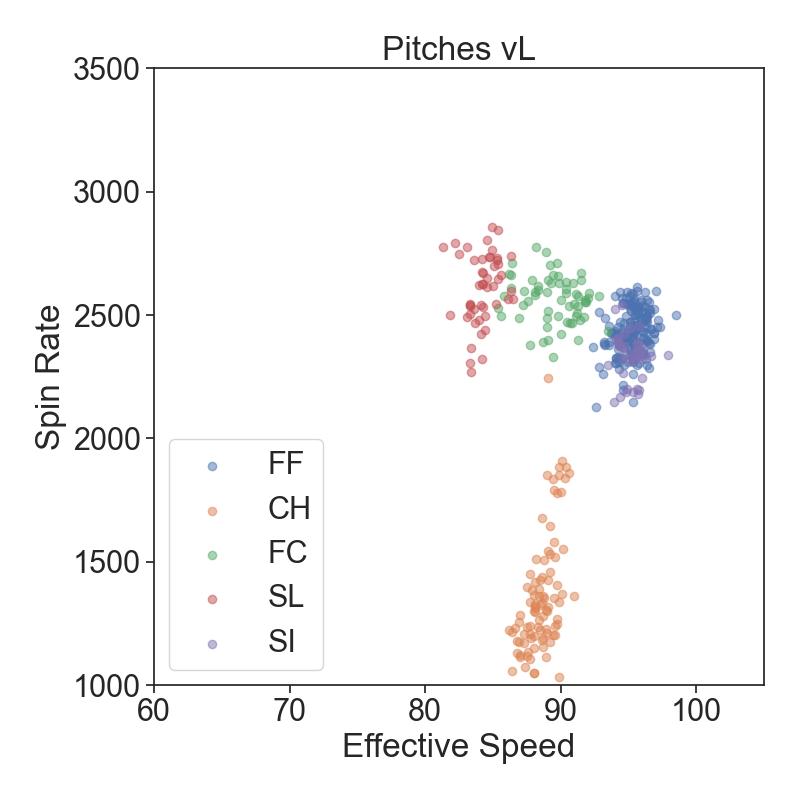 Pitches vL
3500
3000
2500
2000
1500
1000
Spin Rate
FF
CH
FC
SL
SI
60 70 80 90 100
Effective Speed